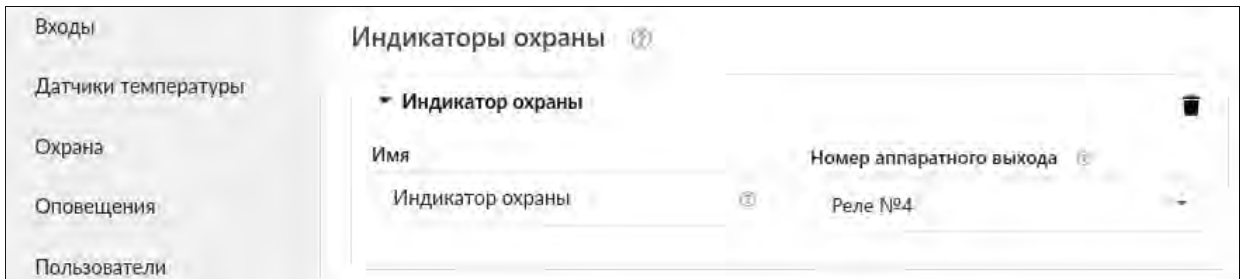 Входы
Датчики температуры
Охрана
Оповещения
Пользователи
Индикаторы охраны
Индикатор охраны
Имя
Индикатор охраны
Номер аппаратного выхода
Реле №4